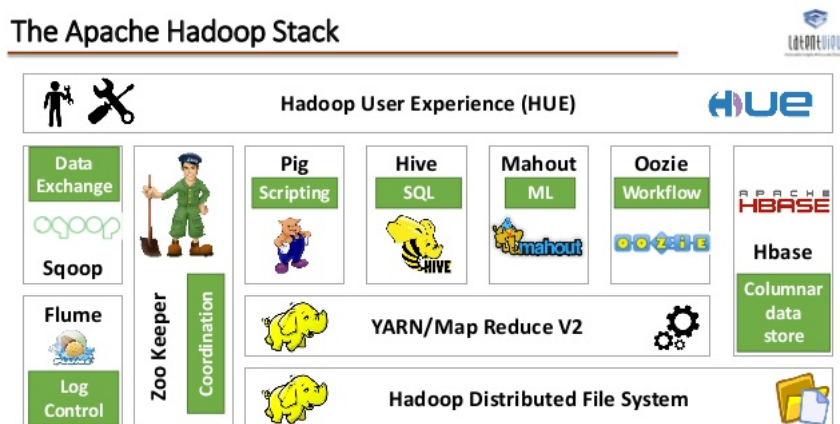 The Apache Hadoop Stack
LatentView
Hadoop User Experience (HUE)
HUE
Data
Exchange
sqoop
Sqoop
Flume
Log
Control
Zoo Keeper
Coordination
Pig
Scripting
Hive
SQL
HIVE
Mahout
ML
mahout
Oozie
Workflow
OOZIE
APACHE
HBASE
Hbase
Columnar
data
store
YARN/Map Reduce V2
Hadoop Distributed File System